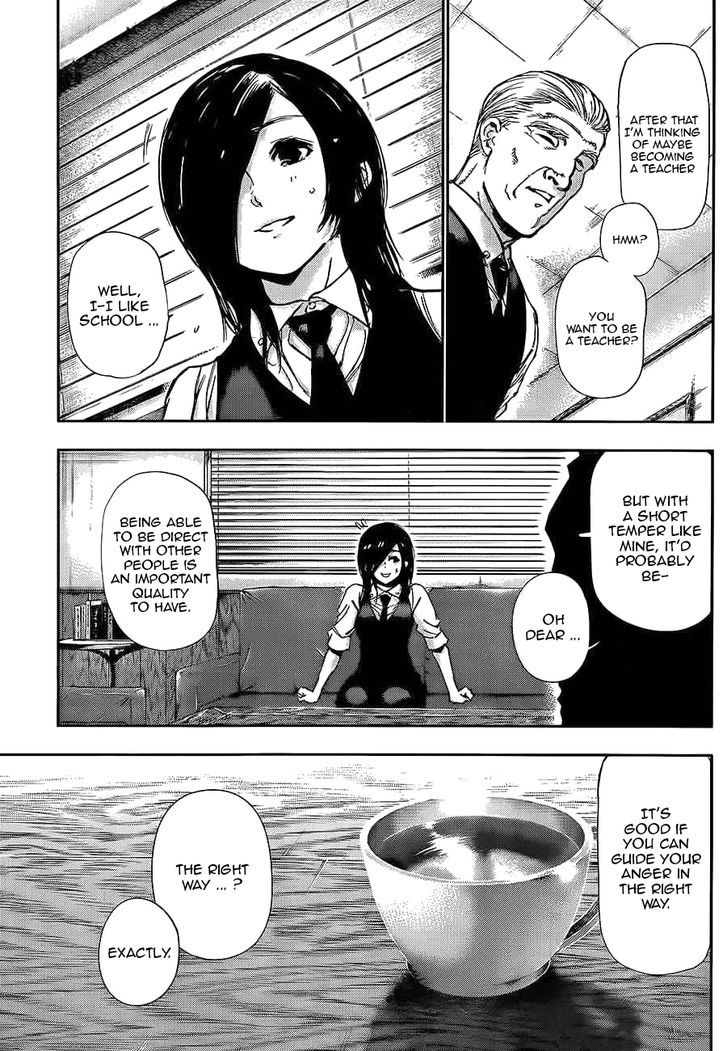 AFTER THAT
I'M THINKING
OF MAYBE
BECOMING
A TEACHER
HMM?
YOU
WANT TO BE
A TEACHER?
WELL,
I-I LIKE
SCHOOL ...
BUT WITH
A SHORT
TEMPER LIKE
MINE, IT'D
PROBABLY
BE-
OH
DEAR ...
BEING ABLE
TO BE DIRECT
WITH OTHER
PEOPLE IS
AN IMPORTANT
QUALITY
TO HAVE.
IT'S
GOOD IF
YOU CAN
GUIDE YOUR
ANGER IN
THE RIGHT
WAY.
THE RIGHT
WAY ... ?
EXACTLY.